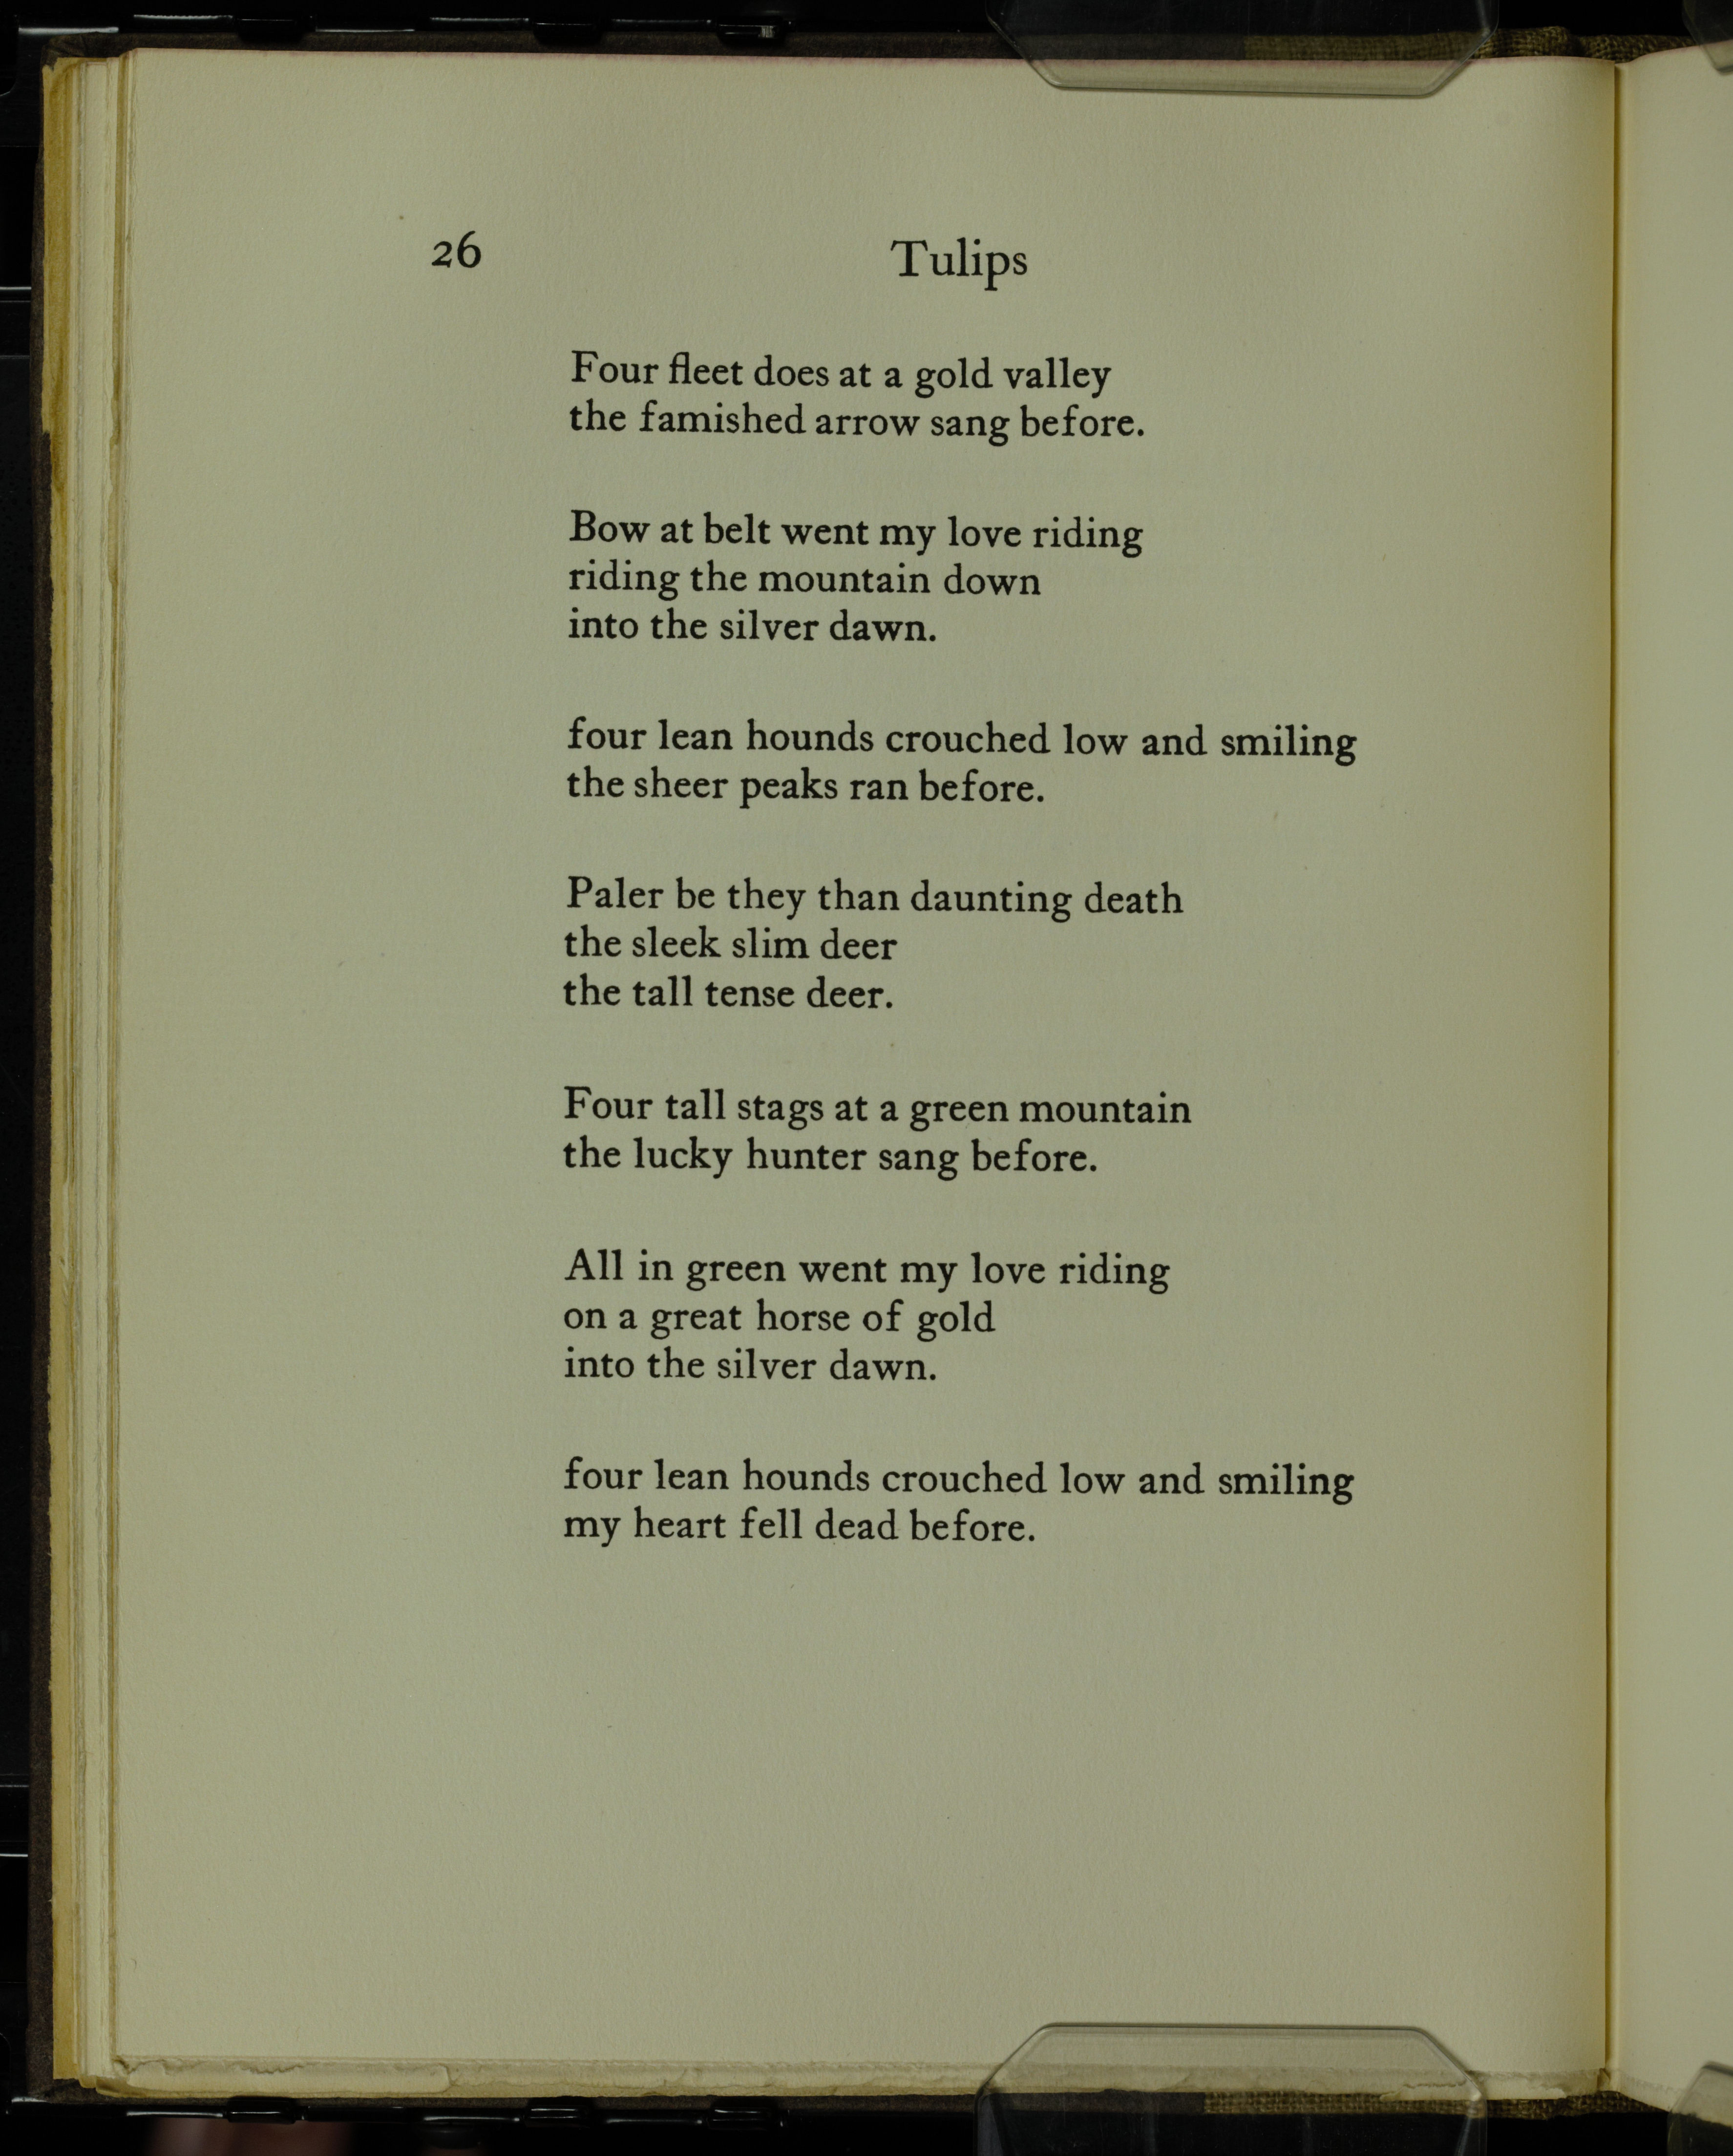 26 Tulips
Four fleet does at a gold valley
the famished arrow sang before.
Bow at belt went my love riding
riding the mountain down
into the silver dawn.
four lean hounds crouched low and smiling
the sheer peaks ran before.
Paler be they than daunting death
the sleek slim deer
the tall tense deer.
Four tall stags at a green mountain
the lucky hunter sang before.
All in green went my love riding
on a great horse of gold
into the silver dawn.
four lean hounds crouched low and smiling
my heart fell dead before.